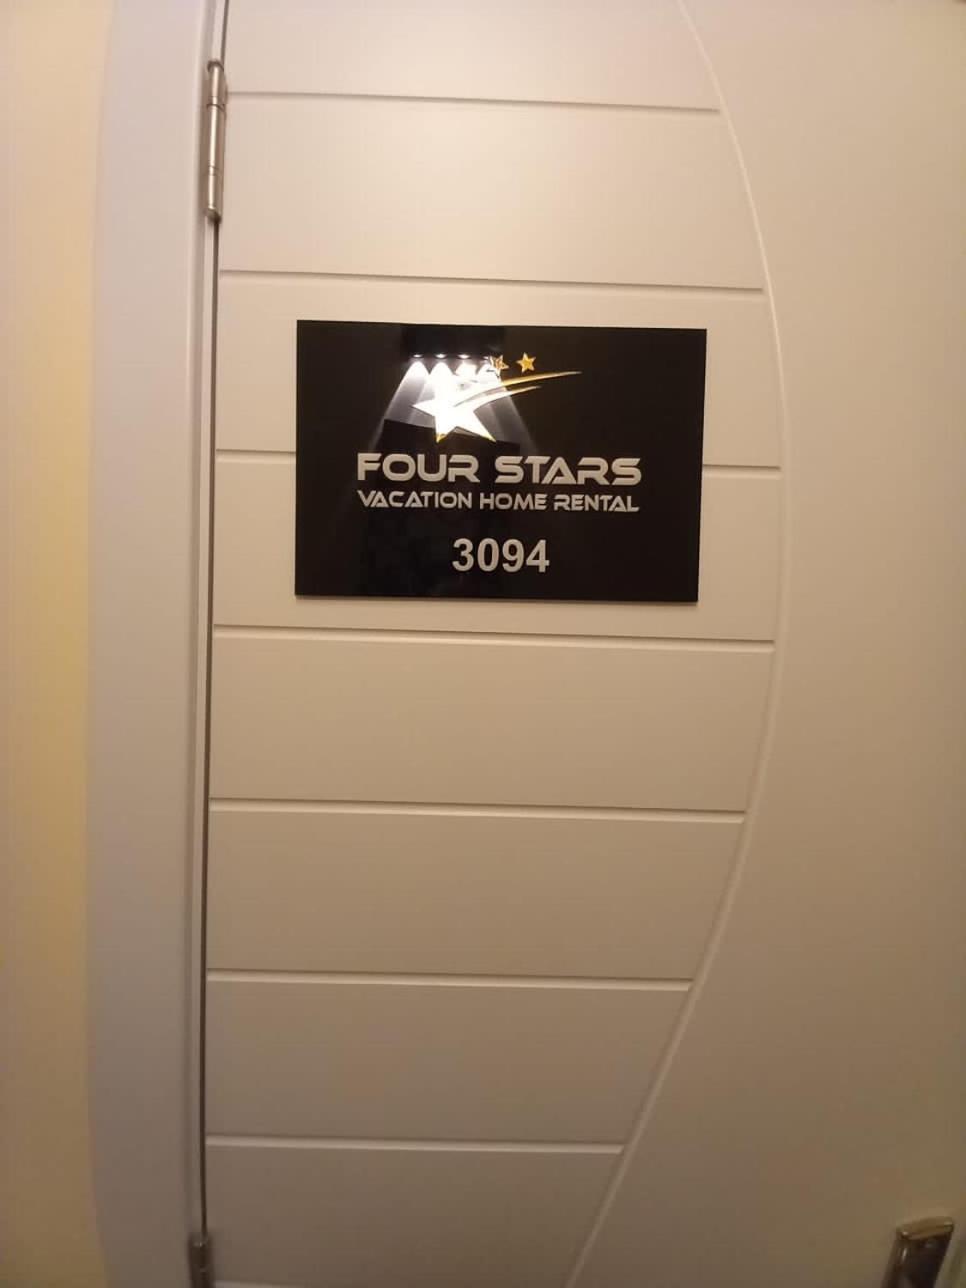 FOUR STARS
VACATION HOME RENTAL
3094